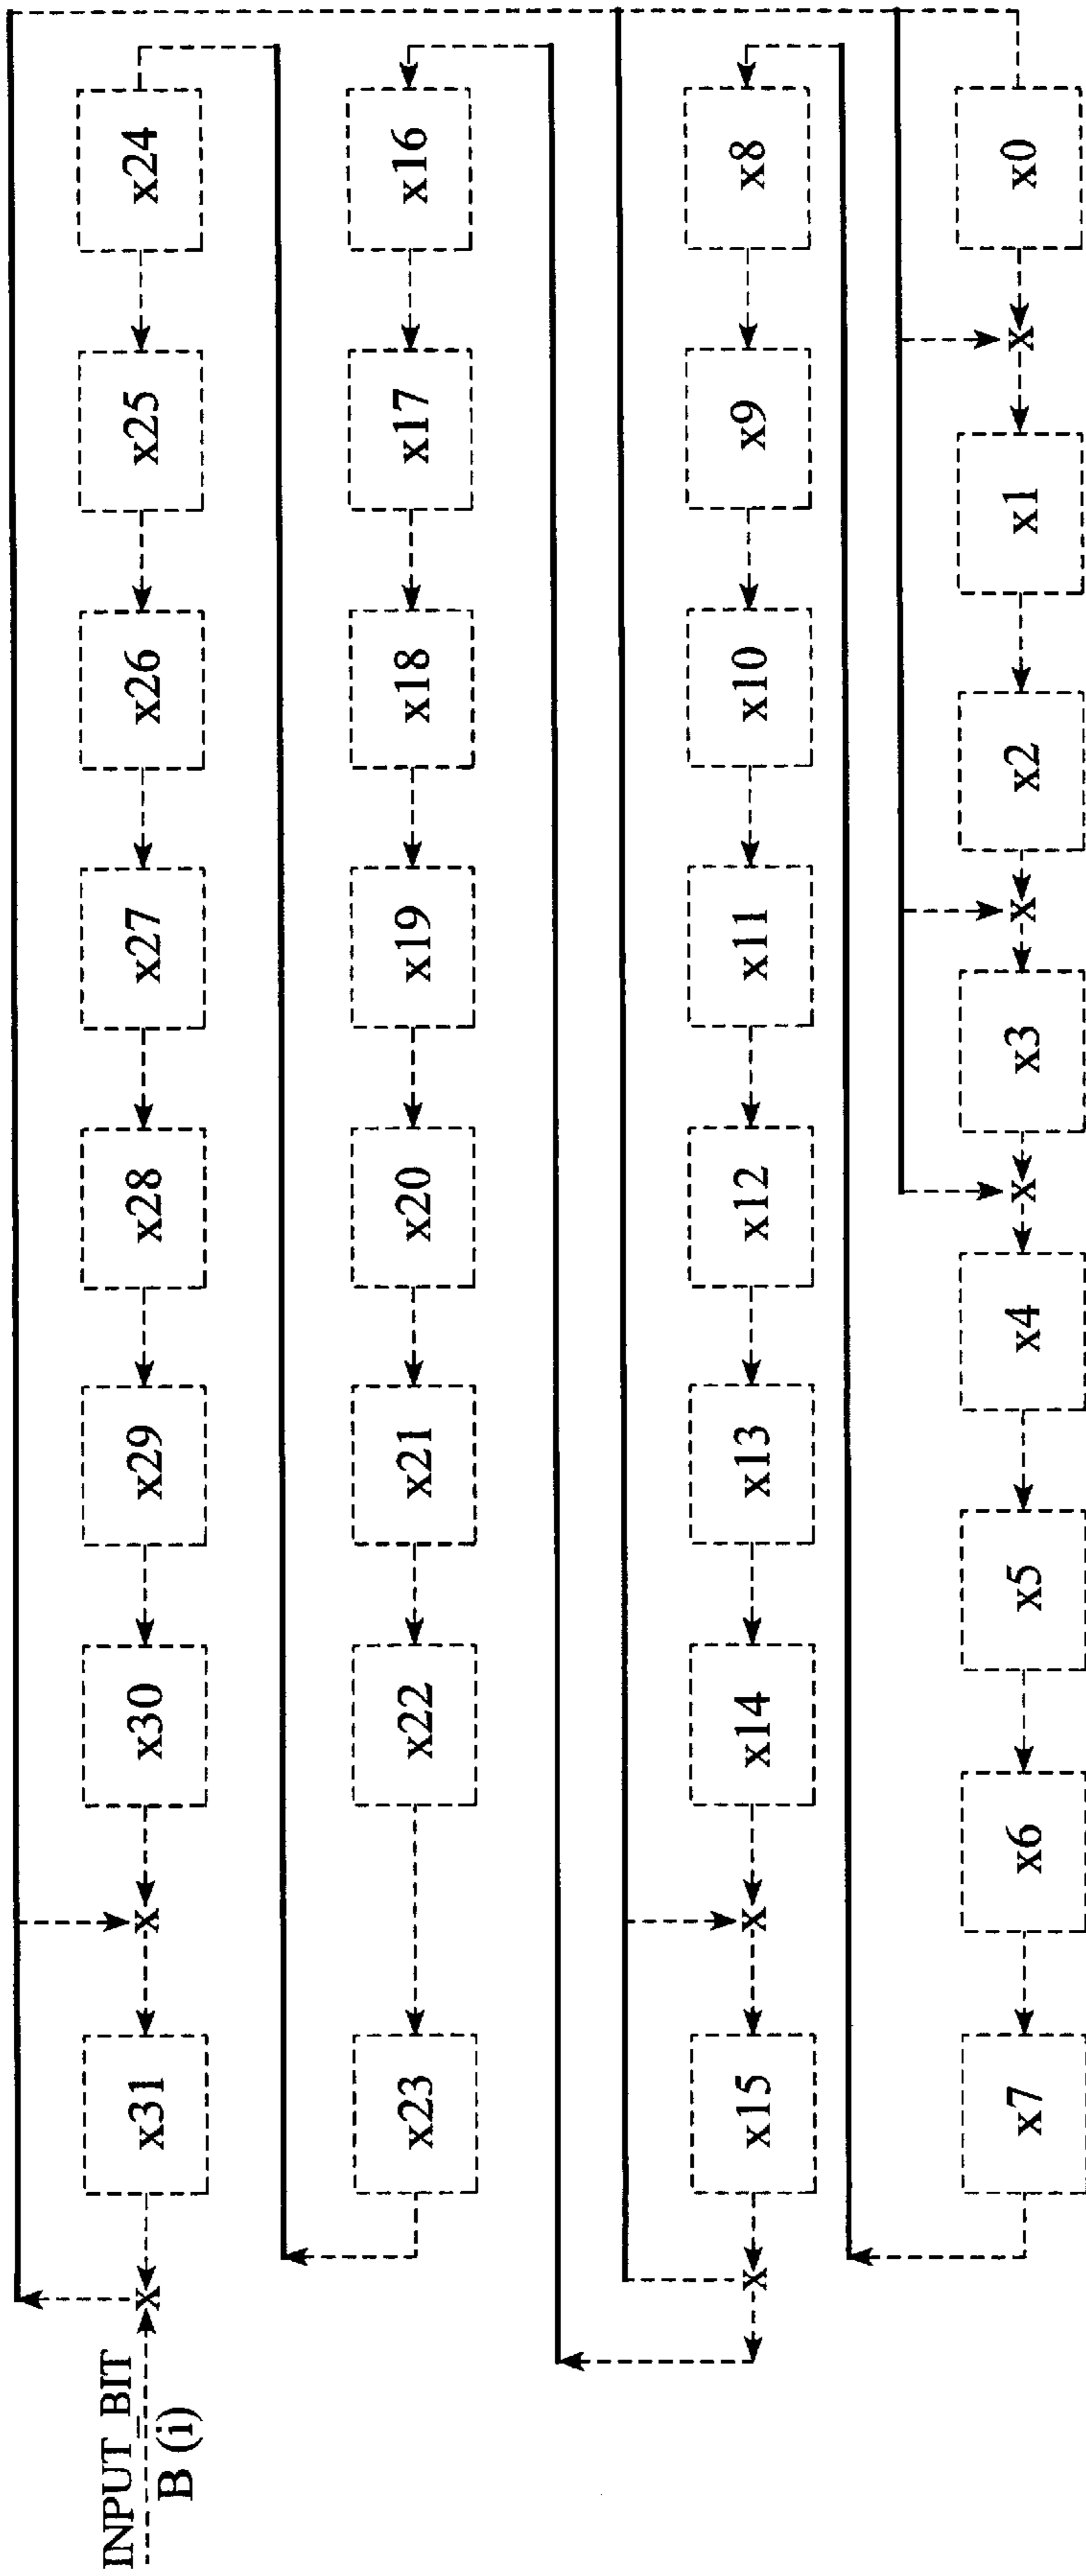 INPUT_BIT
B (i)
X x31 X x30 x29 x28 x27 x26 x25 x24
x23 x22 x21 x20 x19 x18 x17 x16
X x15 X x14 x13 x12 x11 x10 x9 x8
x7 x6 x5 x4 X x3 X x2 x1 X x0